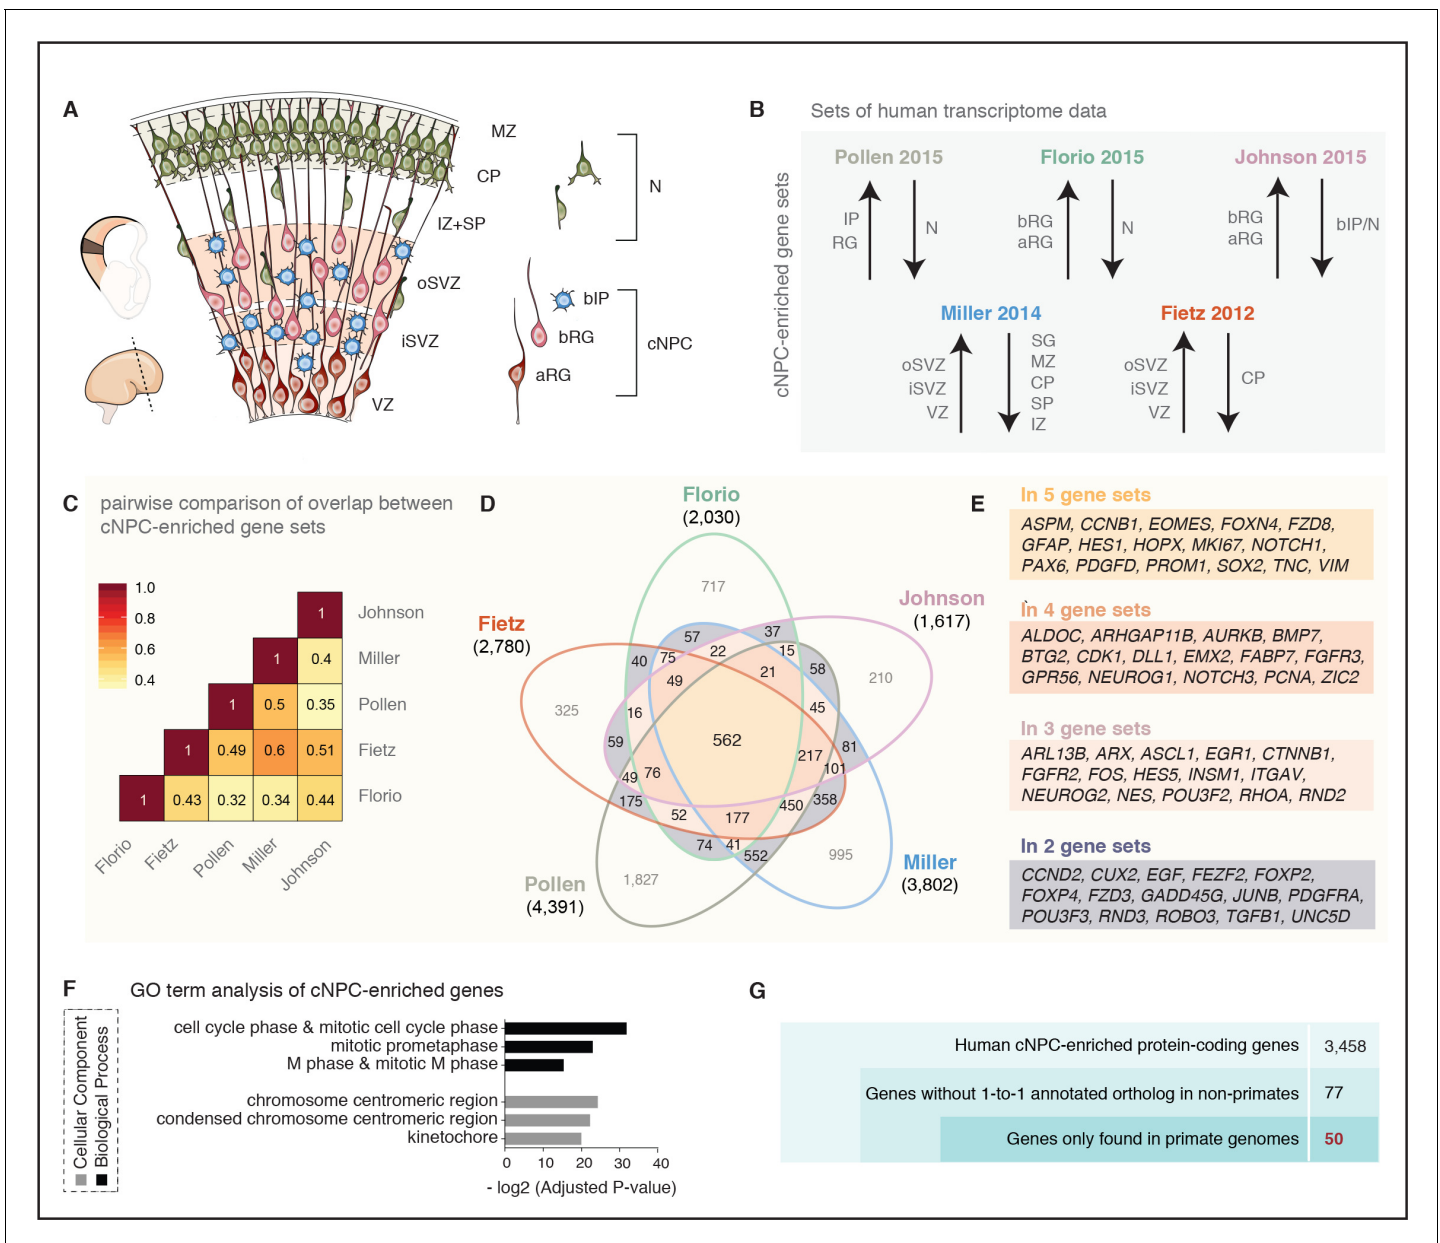 A
MZ
CP
IZ+SP
oSVZ
iSVZ
VZ
N
bIP
bRG
aRG
cNPC
B
Sets of human transcriptome data
cNPC-enriched gene sets
Pollen 2015
IP
RG
N
Florio 2015
bRG
aRG
N
Johnson 2015
bRG
aRG
bIP/N
Miller 2014
oSVZ
iSVZ
VZ
SG
MZ
CP
SP
IZ
Fietz 2012
oSVZ
iSVZ
VZ
CP
C
pairwise comparison of overlap between
cNPC-enriched gene sets
1.0
0.8
0.6
0.4
1 Johnson
1 0.4 Miller
1 0.5 0.35 Pollen
1 0.49 0.6 0.51 Fietz
1 0.43 0.32 0.34 0.44 Florio
Florio
Fietz
Pollen
Miller
Johnson
D
Florio
(2,030)
Johnson
(1,617)
Fietz
(2,780)
Miller
(3,802)
Pollen
(4,391)
717
57
37
40
75
22
15
58
49
21
210
325
16
45
59
562
81
217
49
76
101
175
358
450
52
177
74
41
552
995
1,827
E
In 5 gene sets
ASPM, CCNB1, EOMES, FOXN4, FZD8,
GFAP, HES1, HOPX, MKI67, NOTCH1,
PAX6, PDGFD, PROM1, SOX2, TNC, VIM
In 4 gene sets
ALDOC, ARHGAP11B, AURKB, BMP7,
BTG2, CDK1, DLL1, EMX2, FABP7, FGFR3,
GPR56, NEUROG1, NOTCH3, PCNA, ZIC2
In 3 gene sets
ARL13B, ARX, ASCL1, EGR1, CTNNB1,
FGFR2, FOS, HES5, INSM1, ITGAV,
NEUROG2, NES, POU3F2, RHOA, RND2
In 2 gene sets
CCND2, CUX2, EGF, FEZF2, FOXP2,
FOXP4, FZD3, GADD45G, JUNB, PDGFRA,
POU3F3, RND3, ROBO3, TGFB1, UNC5D
F
GO term analysis of cNPC-enriched genes
Cellular Component
Biological Process
cell cycle phase & mitotic cell cycle phase
mitotic prometaphase
M phase & mitotic M phase
chromosome centromeric region
condensed chromosome centromeric region
kinetochore
0 10 20 30 40
- log2 (Adjusted P-value)
G
Human cNPC-enriched protein-coding genes 3,458
Genes without 1-to-1 annotated ortholog in non-primates 77
Genes only found in primate genomes 50